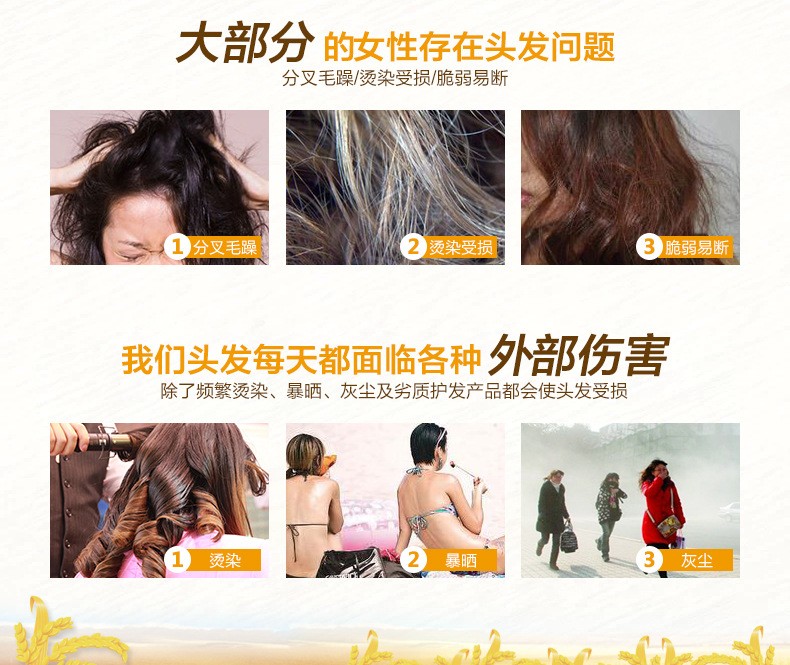 大部分的女性存在头发问题
分叉毛躁/烫染受损/脆弱易断
1 分叉毛躁
2 烫染受损
3 脆弱易断
我们头发每天都面临各种外部伤害
除了频繁烫染、暴晒、灰尘及劣质护发产品都会使头发受损
1 烫染
2 暴晒
3 灰尘